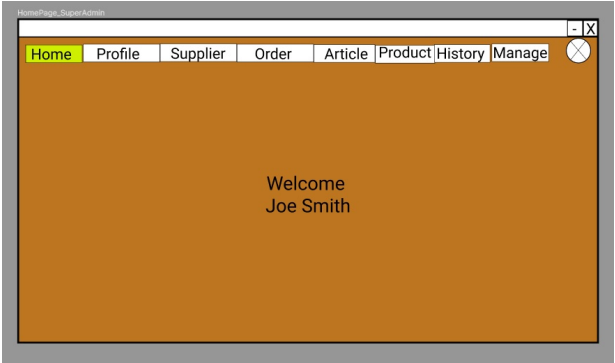 HomePage_SuperAdmin
- X
Home Profile Supplier Order Article Product History Manage
Welcome
Joe Smith